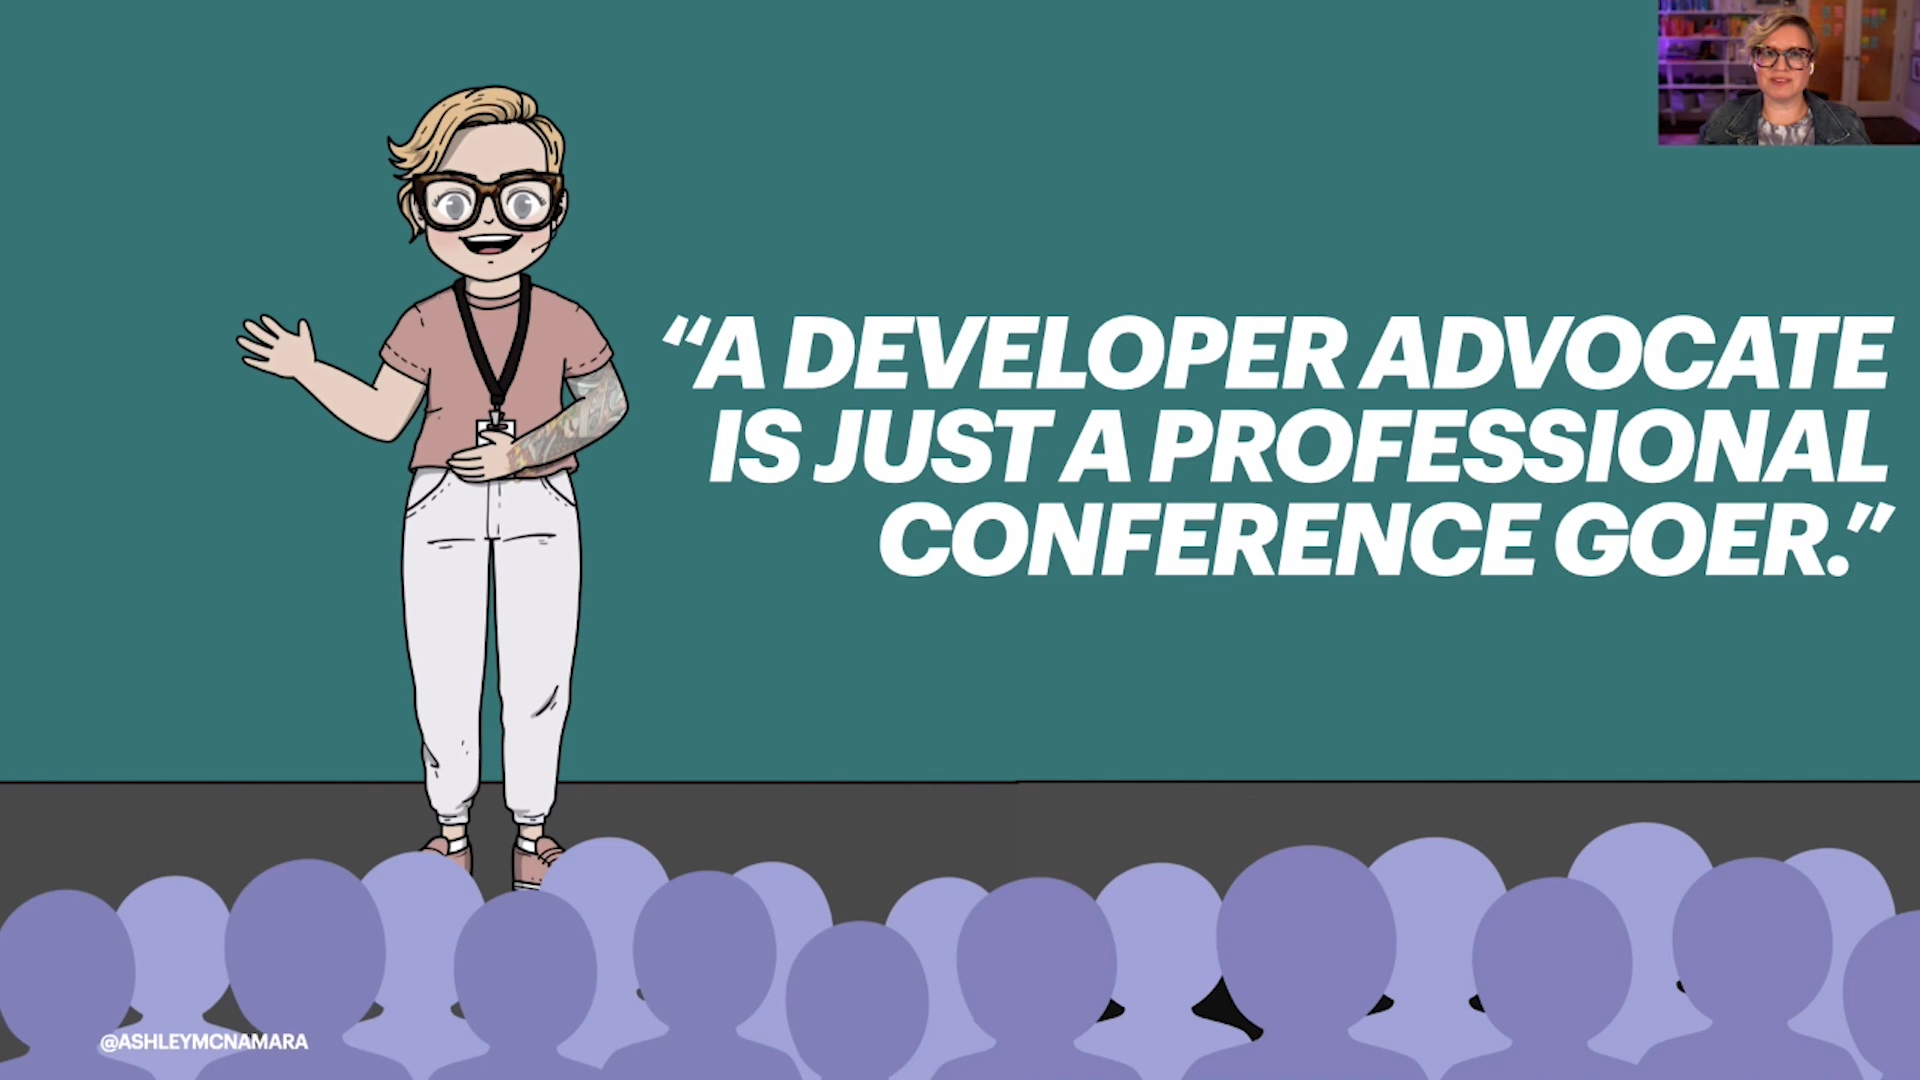 “A DEVELOPER ADVOCATE
IS JUST A PROFESSIONAL
CONFERENCE GOER.”
@ASHLEYMCNAMARA